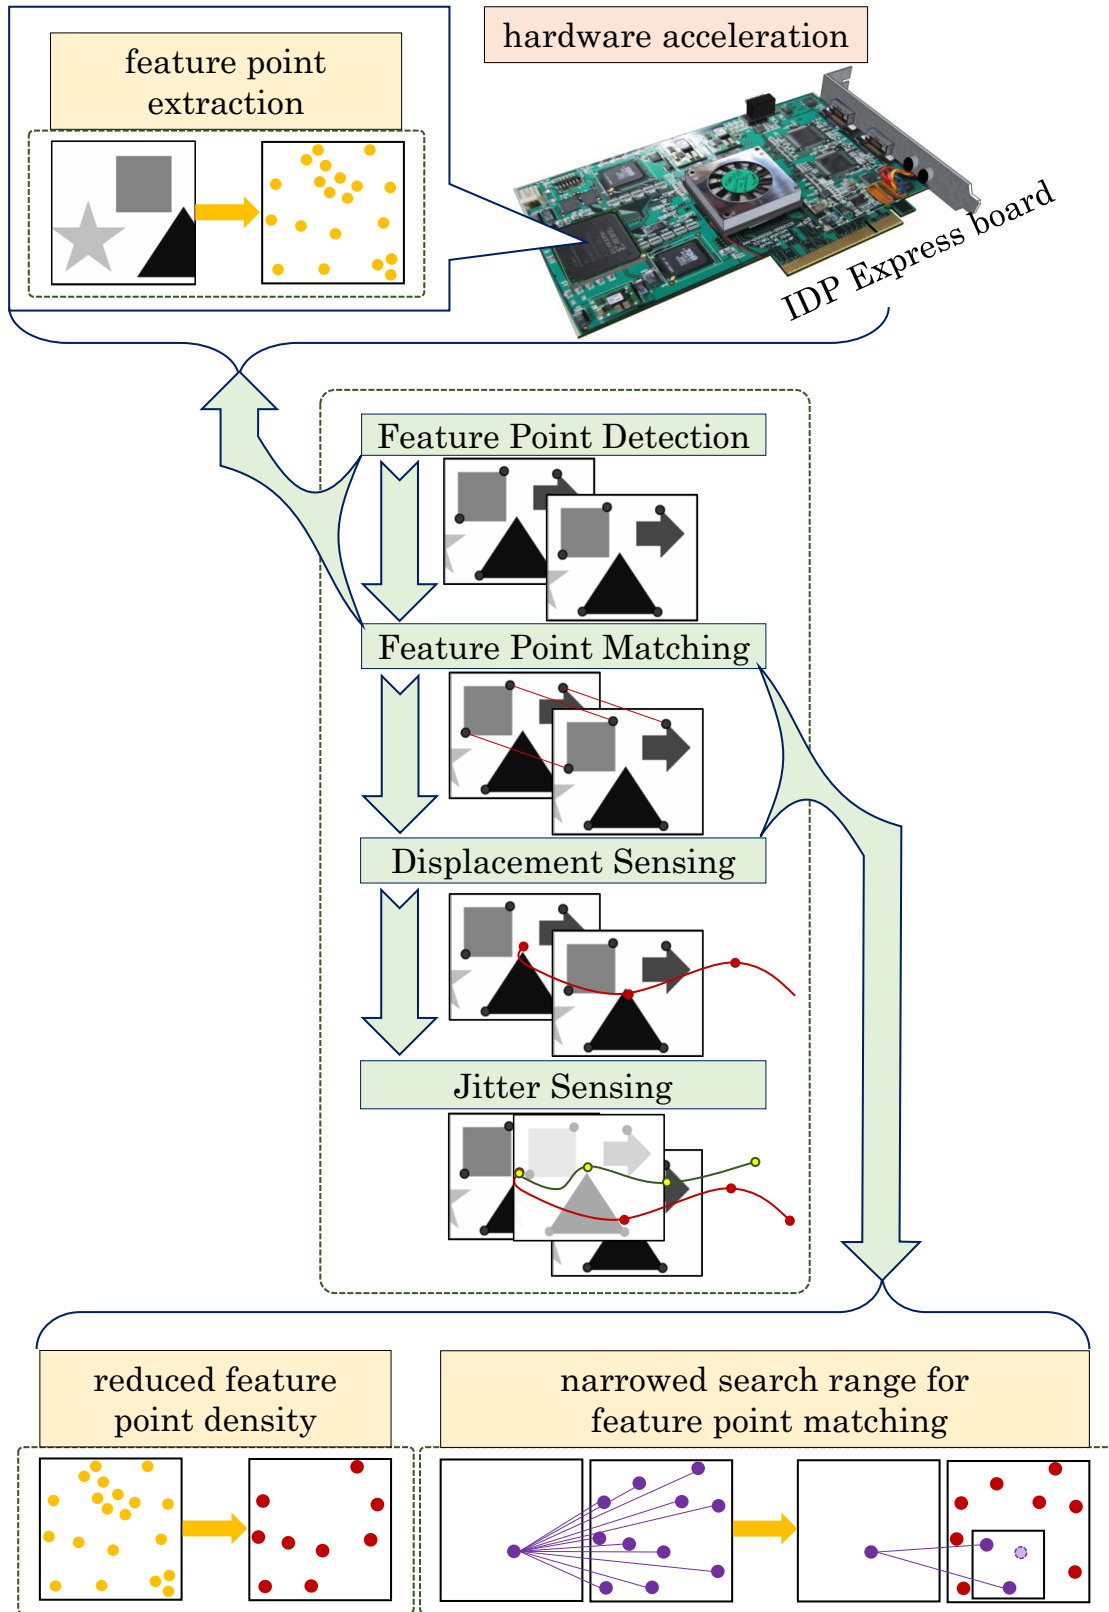 feature point
extraction
hardware acceleration
IDP Express board
Feature Point Detection
Feature Point Matching
Displacement Sensing
Jitter Sensing
reduced feature
point density
narrowed search range for
feature point matching